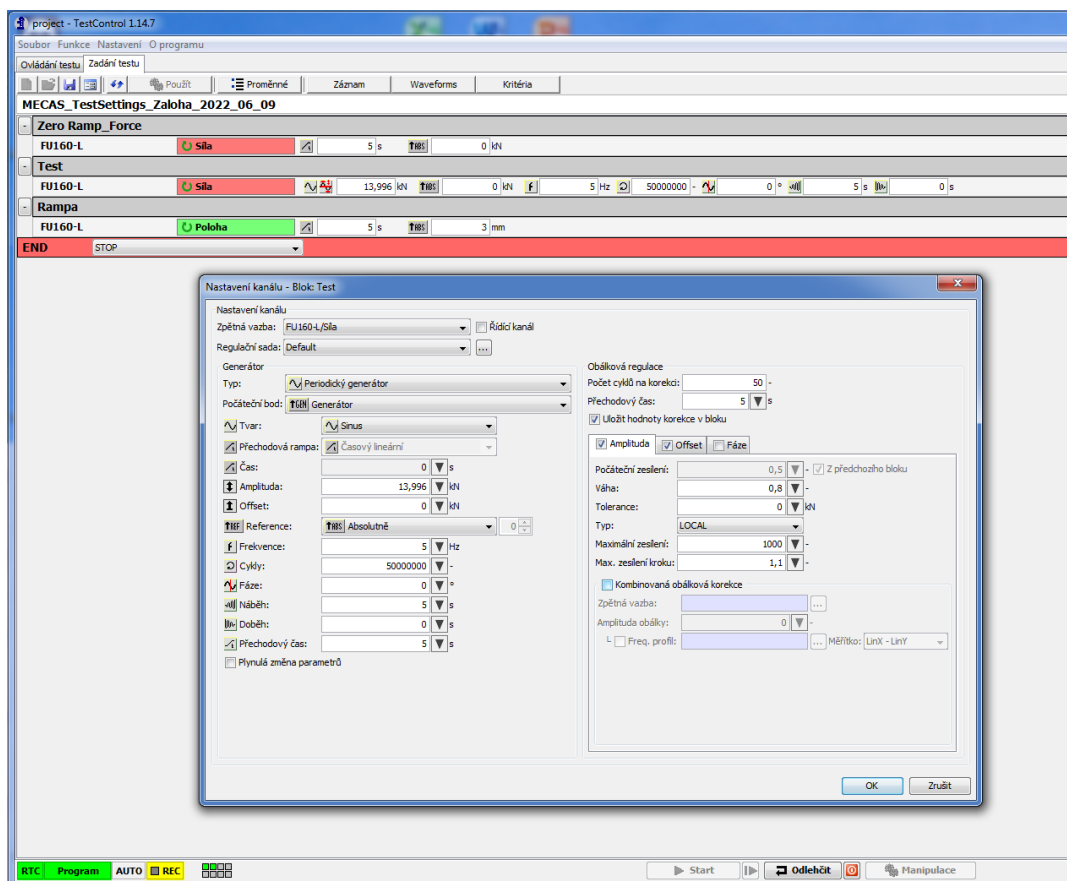 project - TestControl 1.14.7
Soubor Funkce Nastavení O programu
Ovládání testu Zadání testu
Použít Proměnné Záznam Waveforms Kritéria
MECAS_TestSettings_Zaloha_2022_06_09
- Zero Ramp_Force
FU160-L Síla 5 s ABS 0 kN
- Test
FU160-L Síla 13,996 kN ABS 0 kN f 5 Hz 50000000 - 0 ° 5 s 0 s
- Rampa
FU160-L Poloha 5 s ABS 3 mm
END STOP
Nastavení kanálu - Blok: Test
Nastavení kanálu
Zpětná vazba: FU160-L/Síla Řídící kanál
Regulační sada: Default ...
Generátor
Typ: Periodický generátor
Počáteční bod: GEN Generátor
Tvar: Sinus
Přechodová rampa: Časový lineární
Čas: 0 s
Amplituda: 13,996 kN
Offset: 0 kN
REF Reference: ABS Absolutně 0
f Frekvence: 5 Hz
Cykly: 50000000 -
Fáze: 0 °
Náběh: 5 s
Doběh: 0 s
Přechodový čas: 5 s
Plynulá změna parametrů
Obálková regulace
Počet cyklů na korekci: 50 -
Přechodový čas: 5 s
Uložit hodnoty korekce v bloku
Amplituda Offset Fáze
Počáteční zesílení: 0,5 - Z předchozího bloku
Váha: 0,8 -
Tolerance: 0 kN
Typ: LOCAL
Maximální zesílení: 1000 -
Max. zesílení kroku: 1,1 -
Kombinovaná obálková korekce
Zpětná vazba: ...
Amplituda obálky: 0 -
Freq. profil: ... Měřítko: LinX - LinY
OK Zrušit
RTC Program AUTO REC Start Odlehčit Manipulace